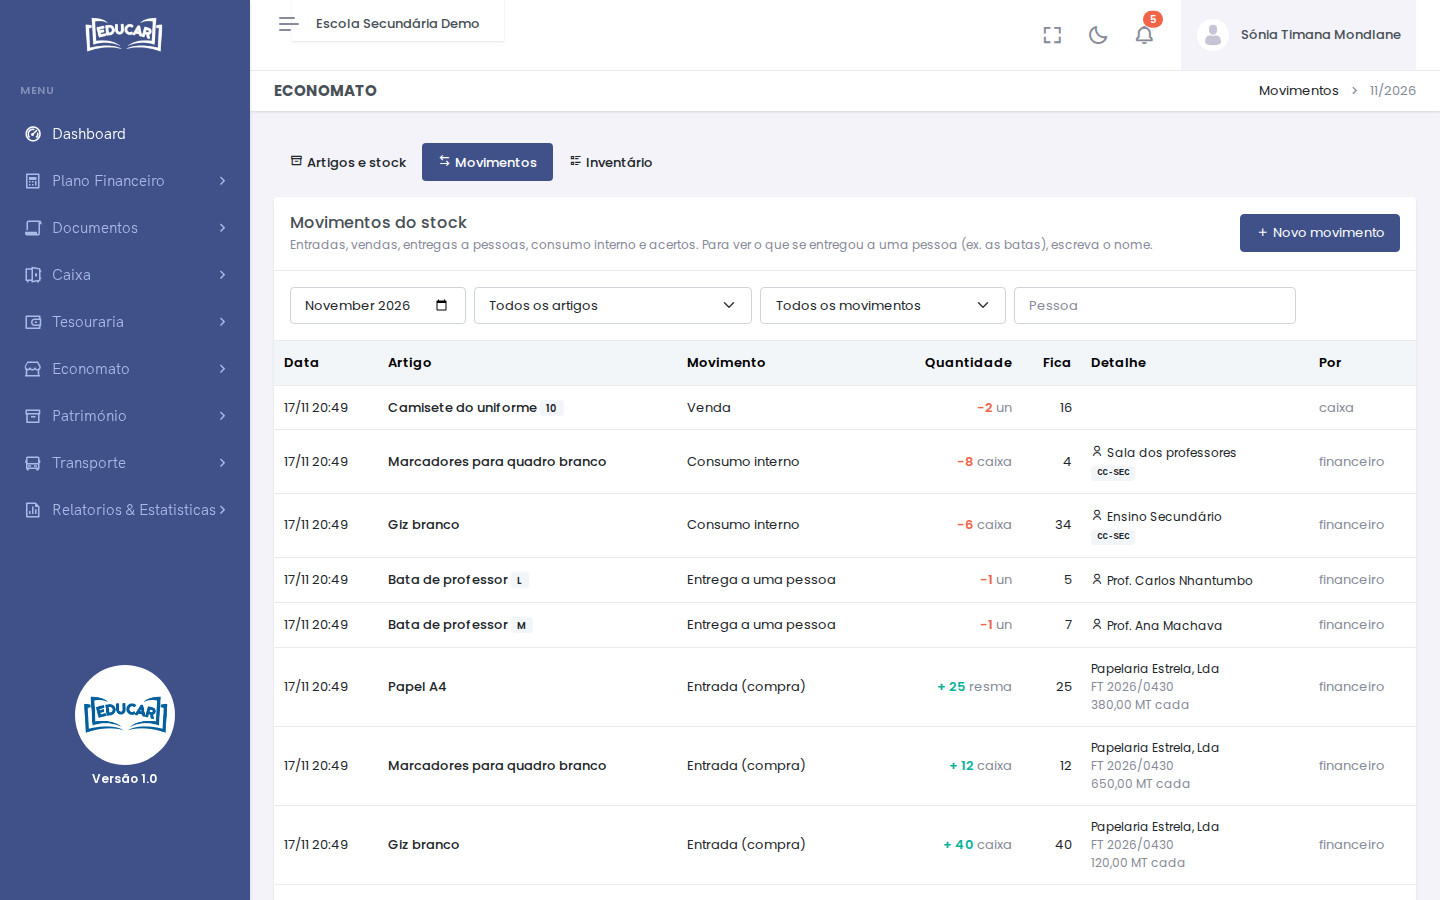 EDUCAR
Escola Secundária Demo
5
Sónia Timana Mondlane
MENU
Dashboard
Plano Financeiro
Documentos
Caixa
Tesouraria
Economato
Património
Transporte
Relatorios & Estatisticas
EDUCAR
Versão 1.0
ECONOMATO
Movimentos > 11/2026
Artigos e stock
Movimentos
Inventário
Movimentos do stock
Entradas, vendas, entregas a pessoas, consumo interno e acertos. Para ver o que se entregou a uma pessoa (ex. as batas), escreva o nome.
+ Novo movimento
November 2026
Todos os artigos
Todos os movimentos
Pessoa
Data Artigo Movimento Quantidade Fica Detalhe Por
17/11 20:49 Camisete do uniforme 10 Venda -2 un 16 caixa
17/11 20:49 Marcadores para quadro branco Consumo interno -8 caixa 4 Sala dos professores financeiro
CC-SEC
17/11 20:49 Giz branco Consumo interno -6 caixa 34 Ensino Secundário financeiro
CC-SEC
17/11 20:49 Bata de professor L Entrega a uma pessoa -1 un 5 Prof. Carlos Nhantumbo financeiro
17/11 20:49 Bata de professor M Entrega a uma pessoa -1 un 7 Prof. Ana Machava financeiro
17/11 20:49 Papel A4 Entrada (compra) + 25 resma 25 Papelaria Estrela, Lda financeiro
FT 2026/0430
380,00 MT cada
17/11 20:49 Marcadores para quadro branco Entrada (compra) + 12 caixa 12 Papelaria Estrela, Lda financeiro
FT 2026/0430
650,00 MT cada
17/11 20:49 Giz branco Entrada (compra) + 40 caixa 40 Papelaria Estrela, Lda financeiro
FT 2026/0430
120,00 MT cada